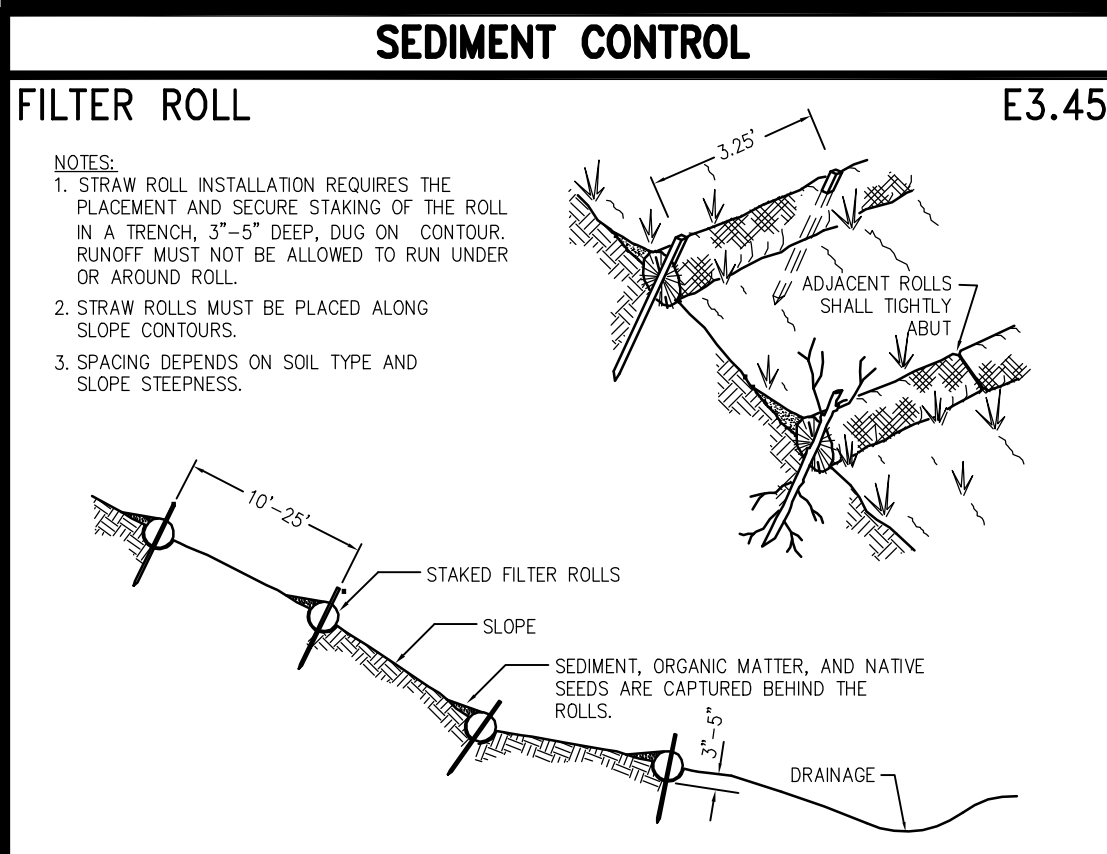 SEDIMENT CONTROL
FILTER ROLL
E3.45
NOTES:
1. STRAW ROLL INSTALLATION REQUIRES THE
PLACEMENT AND SECURE STAKING OF THE ROLL
IN A TRENCH, 3"-5" DEEP, DUG ON CONTOUR.
RUNOFF MUST NOT BE ALLOWED TO RUN UNDER
OR AROUND ROLL.
2. STRAW ROLLS MUST BE PLACED ALONG
SLOPE CONTOURS.
3. SPACING DEPENDS ON SOIL TYPE AND
SLOPE STEEPNESS.
3.25'
ADJACENT ROLLS
SHALL TIGHTLY
ABUT
10'-25'
STAKED FILTER ROLLS
SLOPE
SEDIMENT, ORGANIC MATTER, AND NATIVE
SEEDS ARE CAPTURED BEHIND THE
ROLLS.
3"-5"
DRAINAGE